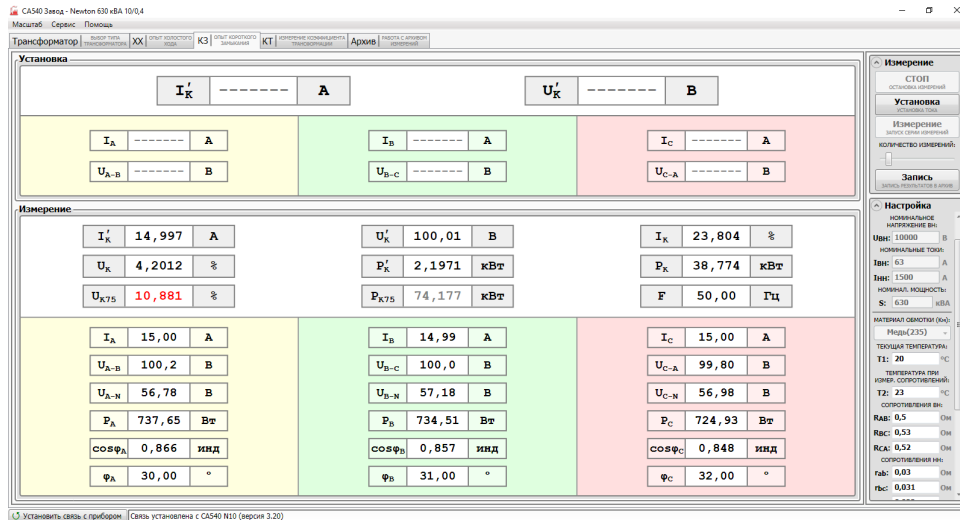 CA540 Завод - Newton 630 кВА 10/0,4
Масштаб Сервис Помощь
Трансформатор ВЫБОР ТИПА ТРАНСФОРМАТОРА XX ОПЫТ ХОЛОСТОГО ХОДА КЗ ОПЫТ КОРОТКОГО ЗАМЫКАНИЯ КТ ИЗМЕРЕНИЕ КОЭФФИЦИЕНТА ТРАНСФОРМАЦИИ Архив РАБОТА С АРХИВОМ ИЗМЕРЕНИЙ
Установка
I′K ------- А U′K ------- В
IA ------- А IB ------- А IC ------- А
UA-B ------- В UB-C ------- В UC-A ------- В
Измерение
I′K 14,997 А U′K 100,01 В IK 23,804 %
UK 4,2012 % P′K 2,1971 кВт PK 38,774 кВт
UK75 10,881 % PK75 74,177 кВт F 50,00 Гц
IA 15,00 А IB 14,99 А IC 15,00 А
UA-B 100,2 В UB-C 100,0 В UC-A 99,80 В
UA-N 56,78 В UB-N 57,18 В UC-N 56,98 В
PA 737,65 Вт PB 734,51 Вт PC 724,93 Вт
cosφA 0,866 инд cosφB 0,857 инд cosφC 0,848 инд
φA 30,00 ° φB 31,00 ° φC 32,00 °
Измерение
СТОП
ОСТАНОВКА ИЗМЕРЕНИЙ
Установка
УСТАНОВКА ТОКА
Измерение
ЗАПУСК СЕРИИ ИЗМЕРЕНИЙ
КОЛИЧЕСТВО ИЗМЕРЕНИЙ:
Запись
ЗАПИСЬ РЕЗУЛЬТАТОВ В АРХИВ
Настройка
НОМИНАЛЬНОЕ
НАПРЯЖЕНИЕ ВН:
UВН: 10000 В
НОМИНАЛЬНЫЕ ТОКИ:
IВН: 63 А
IНН: 1500 А
НОМИНАЛ. МОЩНОСТЬ:
S: 630 кВА
МАТЕРИАЛ ОБМОТКИ (Км):
Медь(235)
ТЕКУЩАЯ ТЕМПЕРАТУРА:
T1: 20 °C
ТЕМПЕРАТУРА ПРИ
ИЗМЕР. СОПРОТИВЛЕНИЙ:
T2: 23 °C
СОПРОТИВЛЕНИЯ ВН:
RAB: 0,5 Ом
RBC: 0,53 Ом
RCA: 0,52 Ом
СОПРОТИВЛЕНИЯ НН:
rab: 0,03 Ом
rbc: 0,031 Ом
Установить связь с прибором Связь установлена с CA540 N10 (версия 3.20)